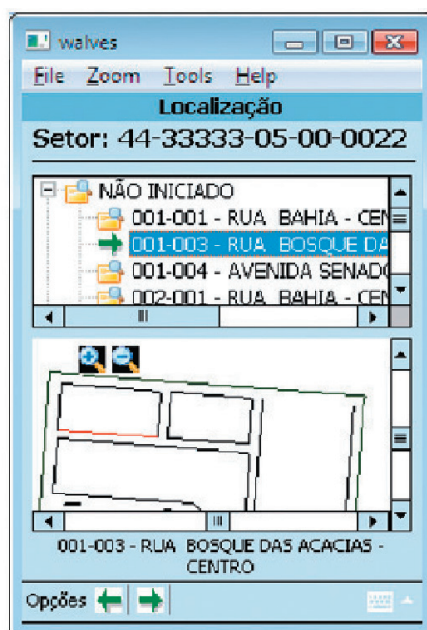 walves
File Zoom Tools Help
Localização
Setor: 44-33333-05-00-0022
NÃO INICIADO
001-001 - RUA BAHIA - CEN
001-003 - RUA BOSQUE DA
001-004 - AVENIDA SENADO
002-001 - RUA BAHIA - CEN
001-003 - RUA BOSQUE DAS ACACIAS -
CENTRO
Opções